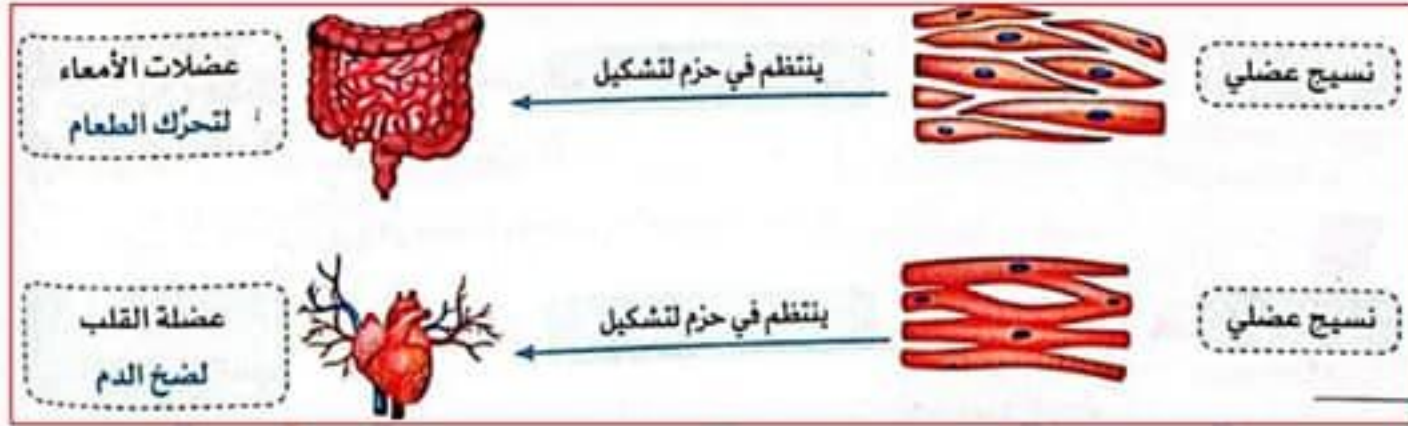 نسيج عضلي
ينتظم في حزم لتشكيل
عضلات الأمعاء
لتحرك الطعام
نسيج عضلي
ينتظم في حزم لتشكيل
عضلة القلب
لضخ الدم